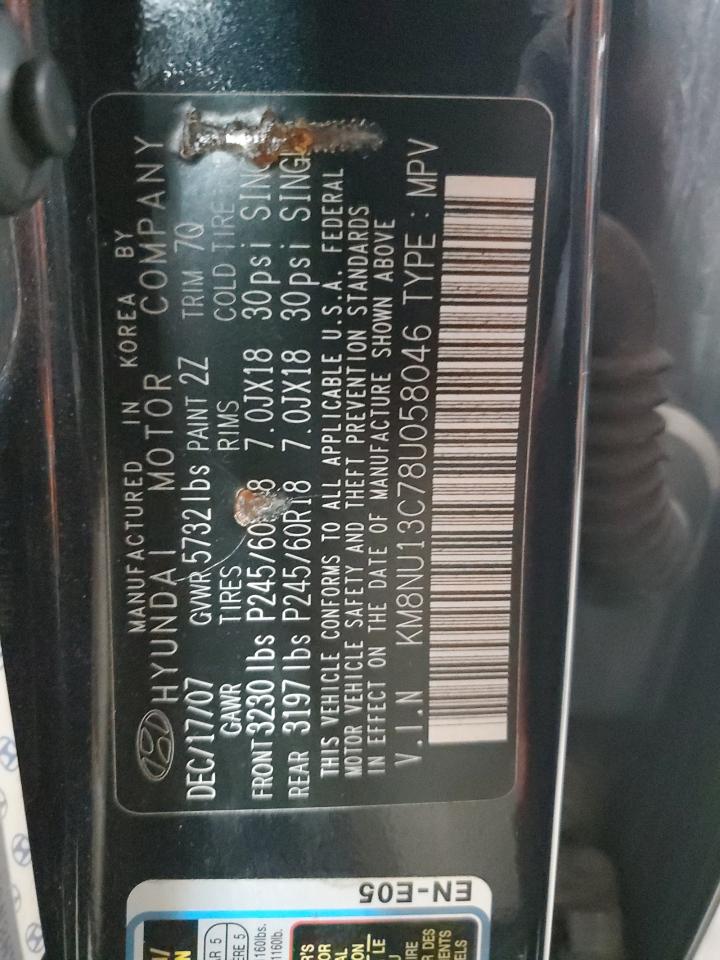 MANUFACTURED IN KOREA BY
HYUNDAI MOTOR COMPANY
DEC/17/07 GVWR 5732lbs PAINT 2Z TRIM 7Q
GAWR TIRES RIMS COLD TIRE
FRONT 3230 lbs 7.0JX18 30psi
REAR 3197 lbs P245/60R18 7.0JX18 30psi
THIS VEHICLE CONFORMS TO ALL APPLICABLE U.S.A. FEDERAL
MOTOR VEHICLE SAFETY AND THEFT PREVENTION STANDARDS
IN EFFECT ON THE DATE OF MANUFACTURE SHOWN ABOVE
V.I.N KM8NU13C78U058046 TYPE : MPV
EN-E05